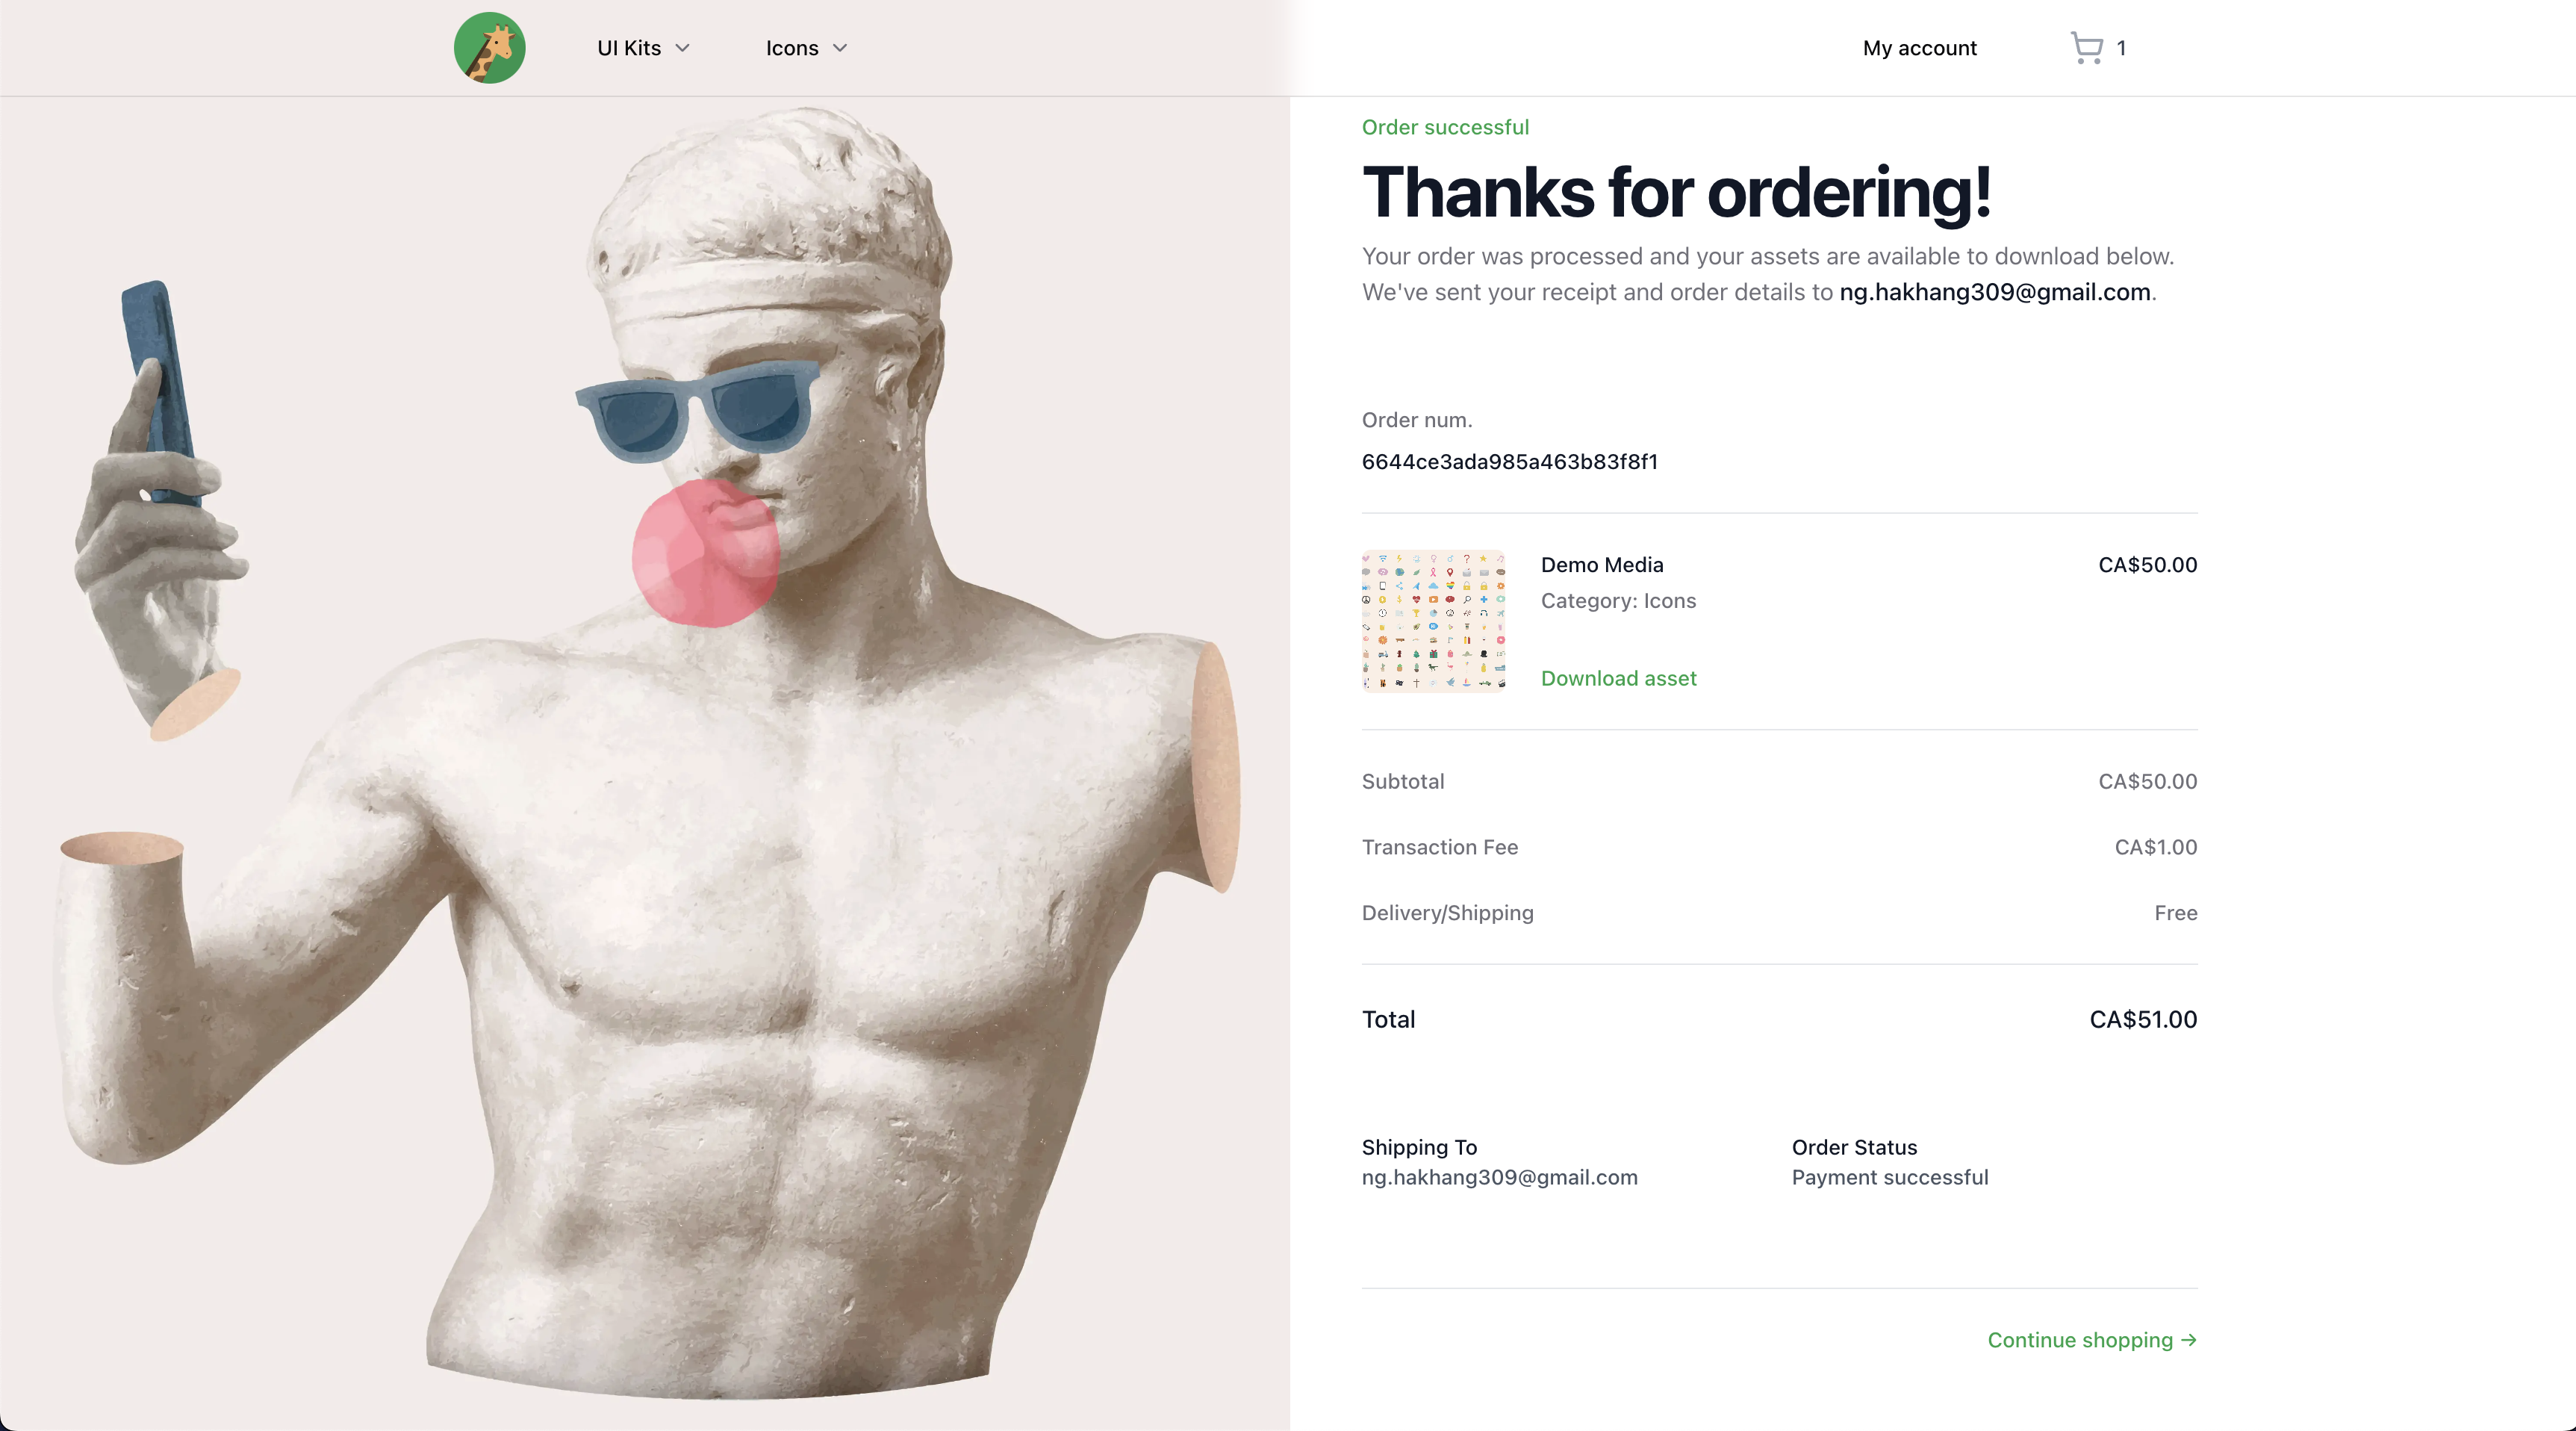 UI Kits
Icons
My account
1
Order successful
Thanks for ordering!
Your order was processed and your assets are available to download below.
We've sent your receipt and order details to ng.hakhang309@gmail.com.
Order num.
6644ce3ada985a463b83f8f1
Demo Media
CA$50.00
Category: Icons
Download asset
Subtotal
CA$50.00
Transaction Fee
CA$1.00
Delivery/Shipping
Free
Total
CA$51.00
Shipping To
ng.hakhang309@gmail.com
Order Status
Payment successful
Continue shopping →